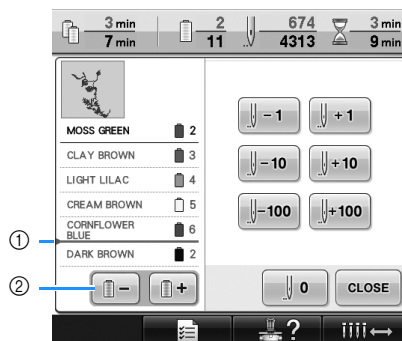 3 min
7 min
2
11
674
4313
3 min
9 min
MOSS GREEN 2
CLAY BROWN 3
LIGHT LILAC 4
CREAM BROWN 5
CORNFLOWER
BLUE 6
DARK BROWN 2
①
②
− 1
+ 1
− 10
+ 10
−100
+100
−
+
0
CLOSE
?